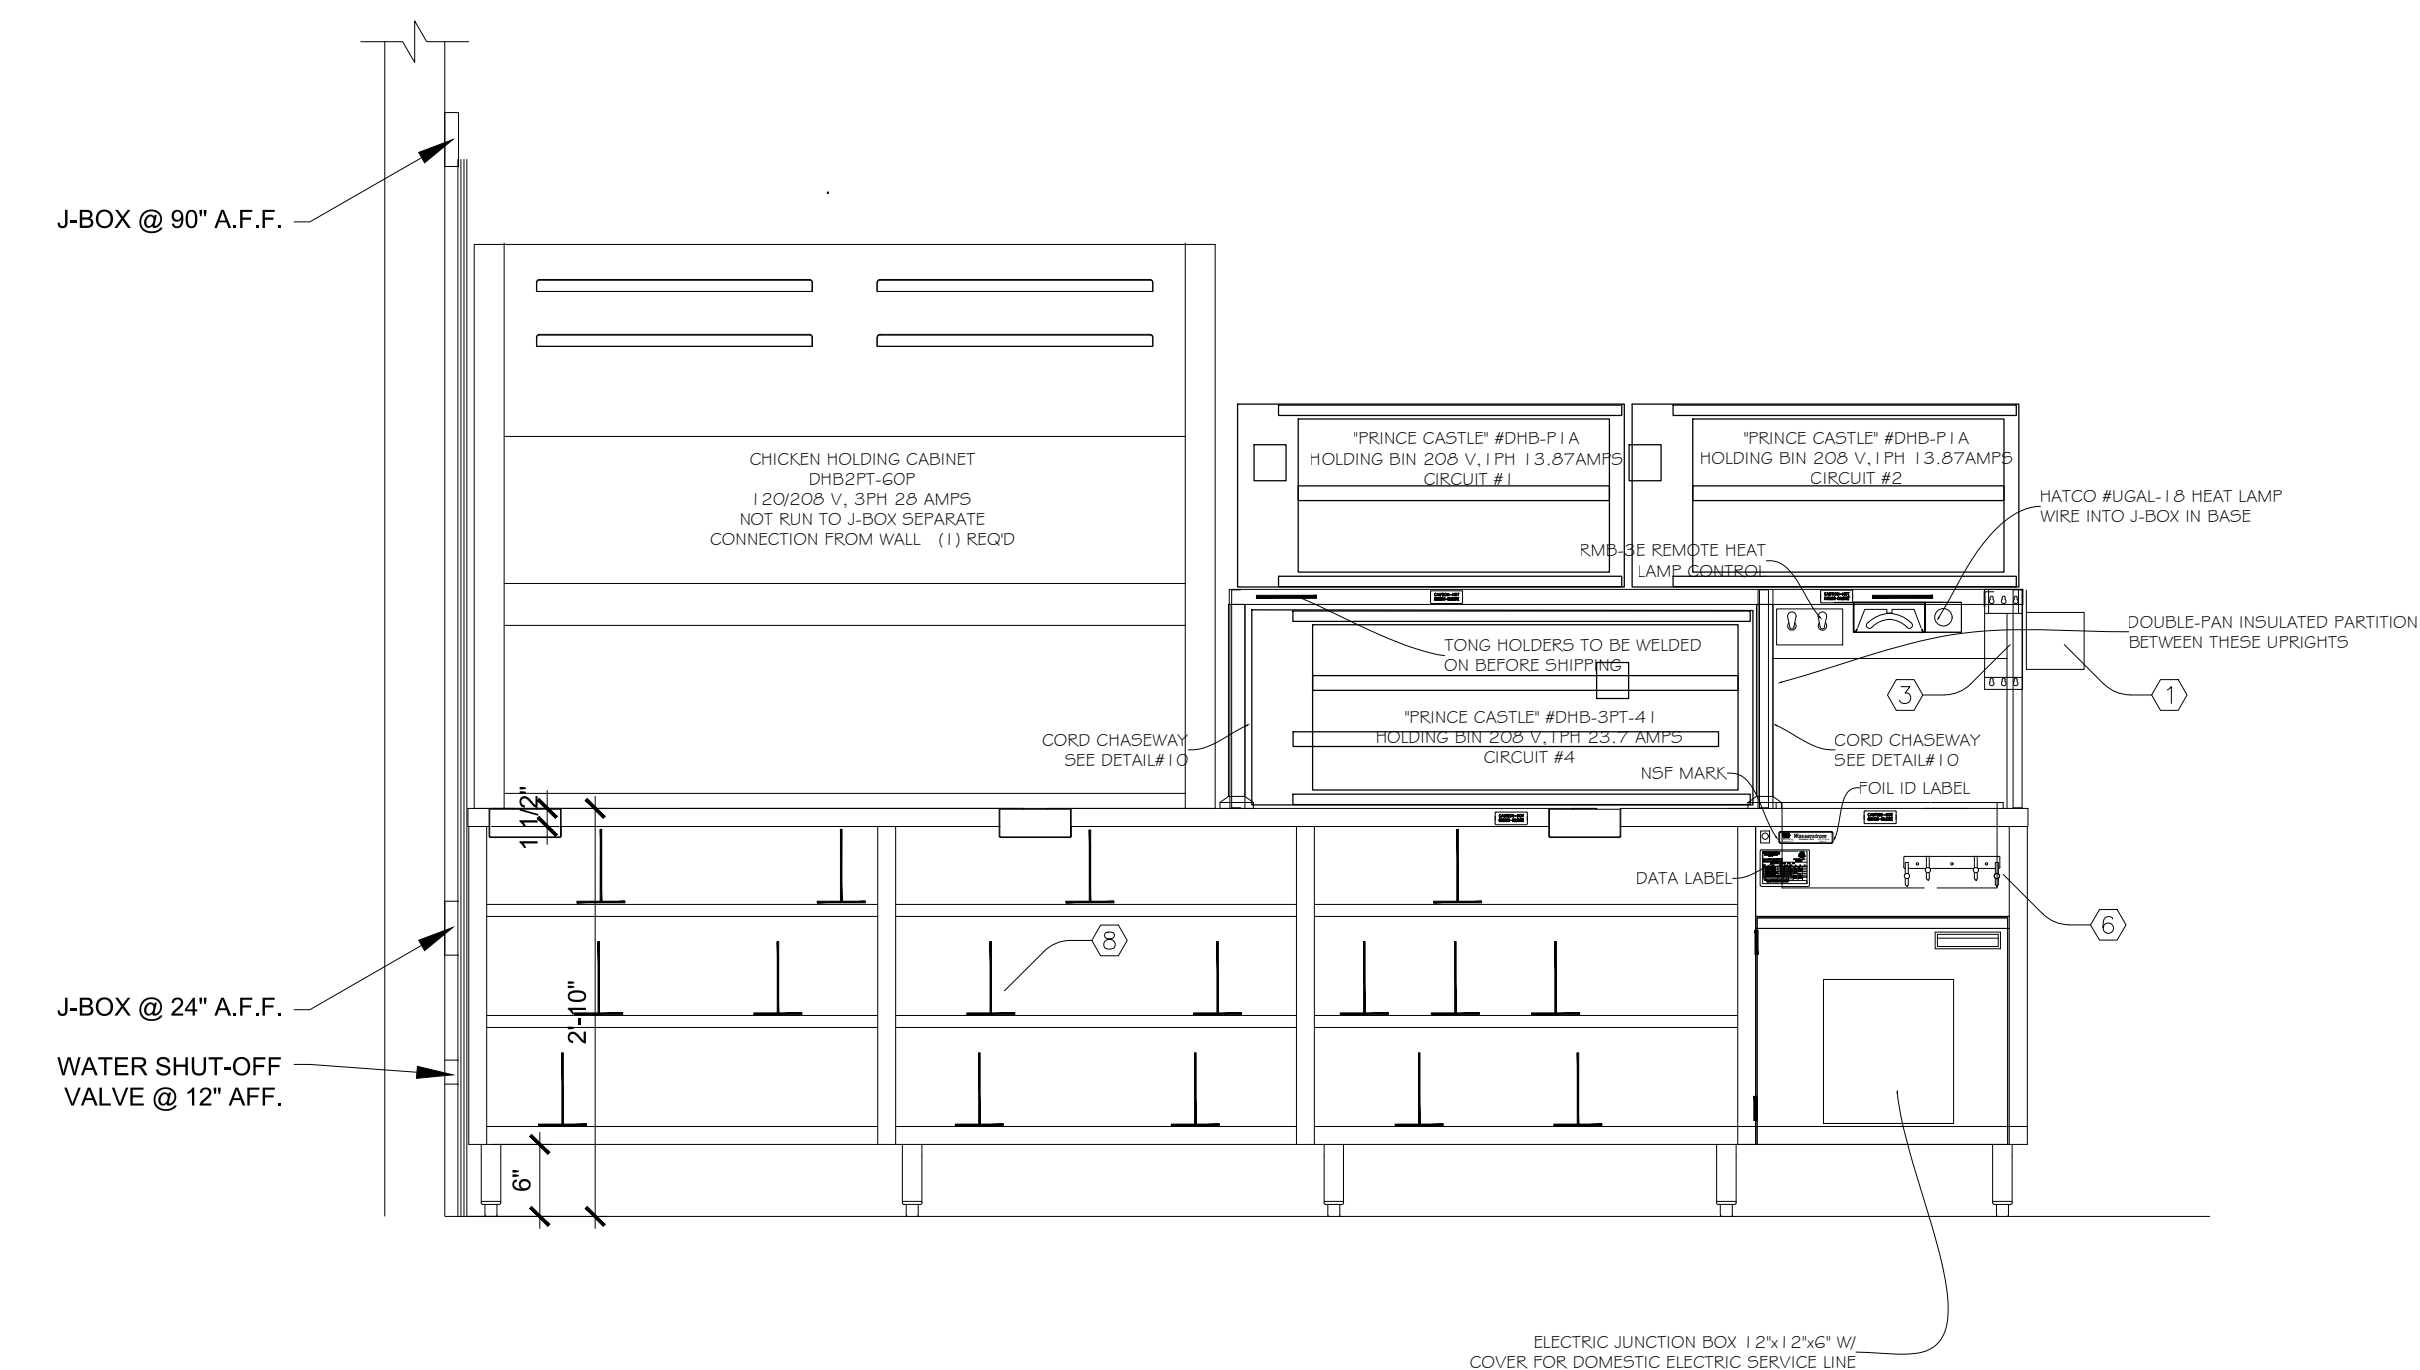 J-BOX @ 90" A.F.F.
CHICKEN HOLDING CABINET
DHB2PT-60P
120/208 V, 3PH 28 AMPS
NOT RUN TO J-BOX SEPARATE
CONNECTION FROM WALL (1) REQ'D
"PRINCE CASTLE" #DHB-P1A
HOLDING BIN 208 V,1PH 13.87AMPS
CIRCUIT #1
"PRINCE CASTLE" #DHB-P1A
HOLDING BIN 208 V,1PH 13.87AMPS
CIRCUIT #2
HATCO #UGAL-18 HEAT LAMP
WIRE INTO J-BOX IN BASE
RMB-3E REMOTE HEAT
LAMP CONTROL
DOUBLE-PAN INSULATED PARTITION
BETWEEN THESE UPRIGHTS
TONG HOLDERS TO BE WELDED
ON BEFORE SHIPPING
3
1
"PRINCE CASTLE" #DHB-3PT-41
HOLDING BIN 208 V,1PH 23.7 AMPS
CIRCUIT #4
CORD CHASEWAY
SEE DETAIL#10
CORD CHASEWAY
SEE DETAIL#10
NSF MARK
FOIL ID LABEL
1 1/2"
Wasserstrom
DATA LABEL
6
8
2'-10"
J-BOX @ 24" A.F.F.
WATER SHUT-OFF
VALVE @ 12" AFF.
6"
ELECTRIC JUNCTION BOX 12"x12"x6" W/
COVER FOR DOMESTIC ELECTRIC SERVICE LINE